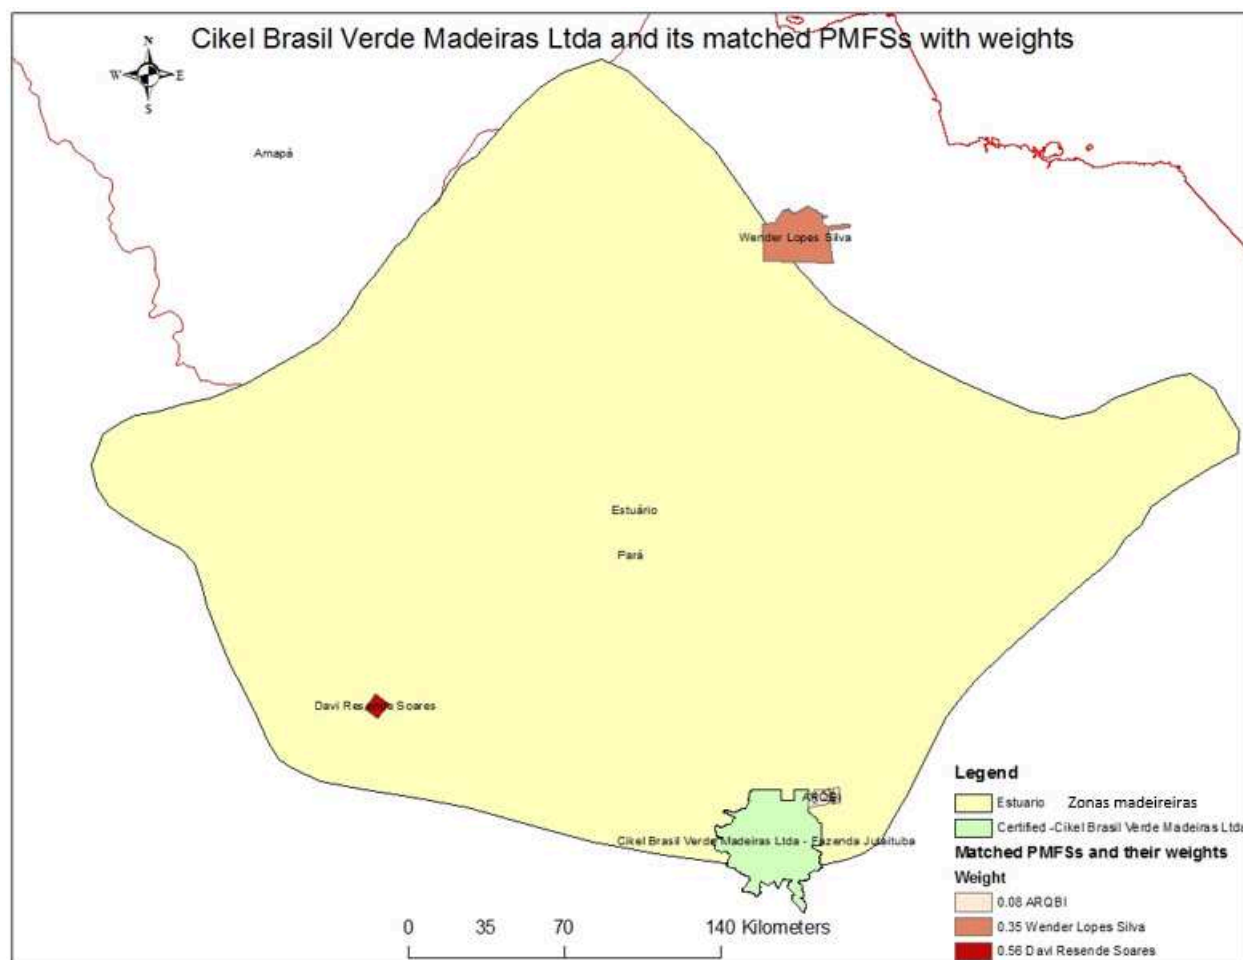 Cikel Brasil Verde Madeiras Ltda and its matched PMFSs with weights
N
W E
S
Amapá
Wender Lopes Silva
Estuário
Pará
Davi Resende Soares
ARQBI
Cikel Brasil Verde Madeiras Ltda - Fazenda Jutaituba
Legend
Estuario Zonas madeireiras
Certified -Cikel Brasil Verde Madeiras Ltda
Matched PMFSs and their weights
Weight
0.08 ARQBI
0.35 Wender Lopes Silva
0.56 Davi Resende Soares
0 35 70 140 Kilometers